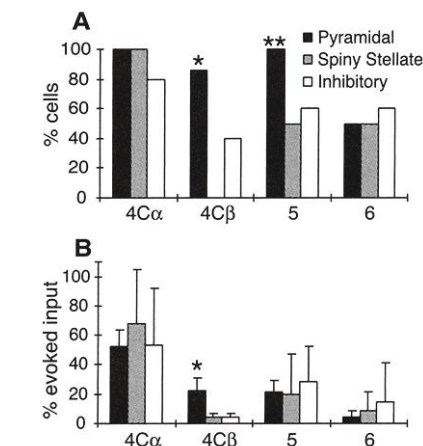 A
Pyramidal
Spiny Stellate
Inhibitory
% cells
100
80
60
40
20
0
*
**
4Cα
4Cβ
5
6
B
% evoked input
100
80
60
40
20
0
*
4Cα
4Cβ
5
6